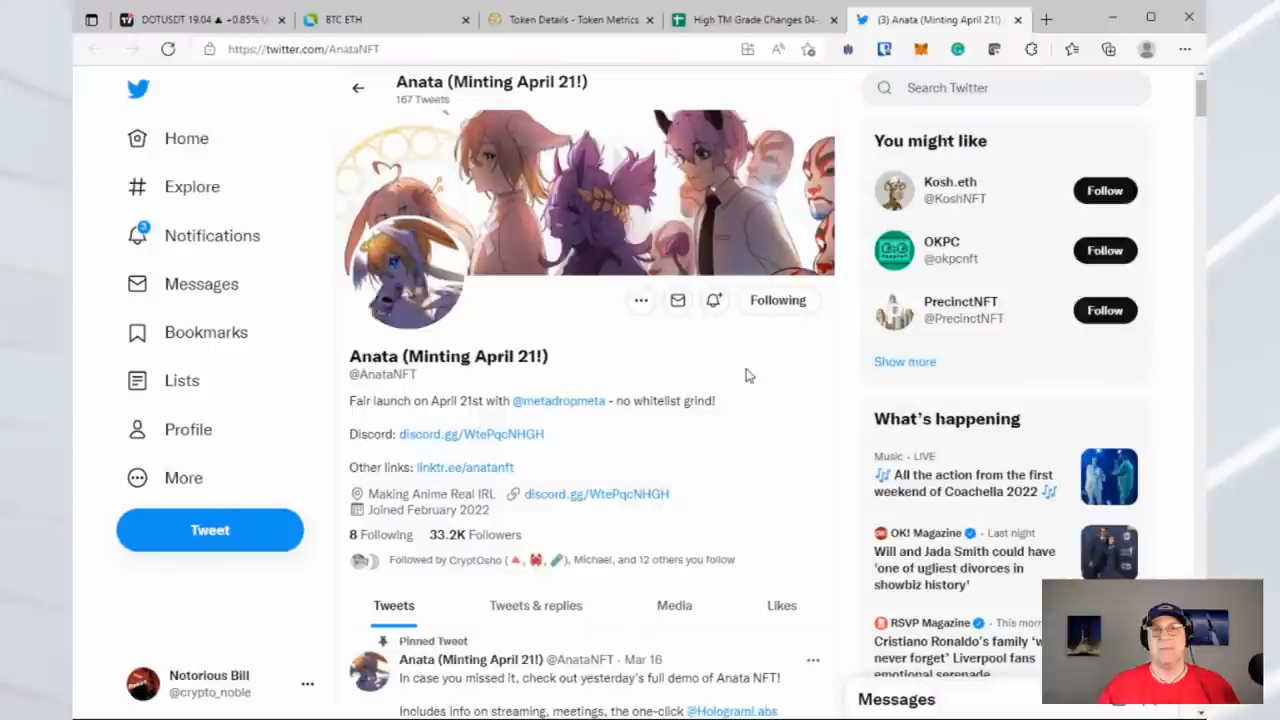 DOTUSDT 19.04 ▲ +0.85%
BTC ETH
Token Details - Token Metrics
High TM Grade Changes 04-
(3) Anata (Minting April 21!)
https://twitter.com/AnataNFT
Anata (Minting April 21!)
167 Tweets
Search Twitter
Home
Explore
3
Notifications
Messages
Bookmarks
Lists
Profile
More
Tweet
Notorious Bill
@crypto_noble
Following
Anata (Minting April 21!)
@AnataNFT
Fair launch on April 21st with @metadropmeta - no whitelist grind!
Discord: discord.gg/WtePqcNHGH
Other links: linktr.ee/anatanft
Making Anime Real IRL discord.gg/WtePqcNHGH
Joined February 2022
8 Following 33.2K Followers
Followed by CryptOsho (🔺, 🦀, 🧪), Michael, and 12 others you follow
Tweets Tweets & replies Media Likes
Pinned Tweet
Anata (Minting April 21!) @AnataNFT · Mar 16
In case you missed it, check out yesterday's full demo of Anata NFT!
Includes info on streaming, meetings, the one-click @HologramLabs
You might like
Kosh.eth
@KoshNFT
Follow
OKPC
@okpcnft
Follow
PrecinctNFT
@PrecinctNFT
Follow
Show more
What's happening
Music · LIVE
🎶 All the action from the first
weekend of Coachella 2022 🎶
OK! Magazine · Last night
Will and Jada Smith could have
'one of ugliest divorces in
showbiz history'
RSVP Magazine · This morn
Cristiano Ronaldo's family 'w
never forget' Liverpool fans
emotional serenade
Messages